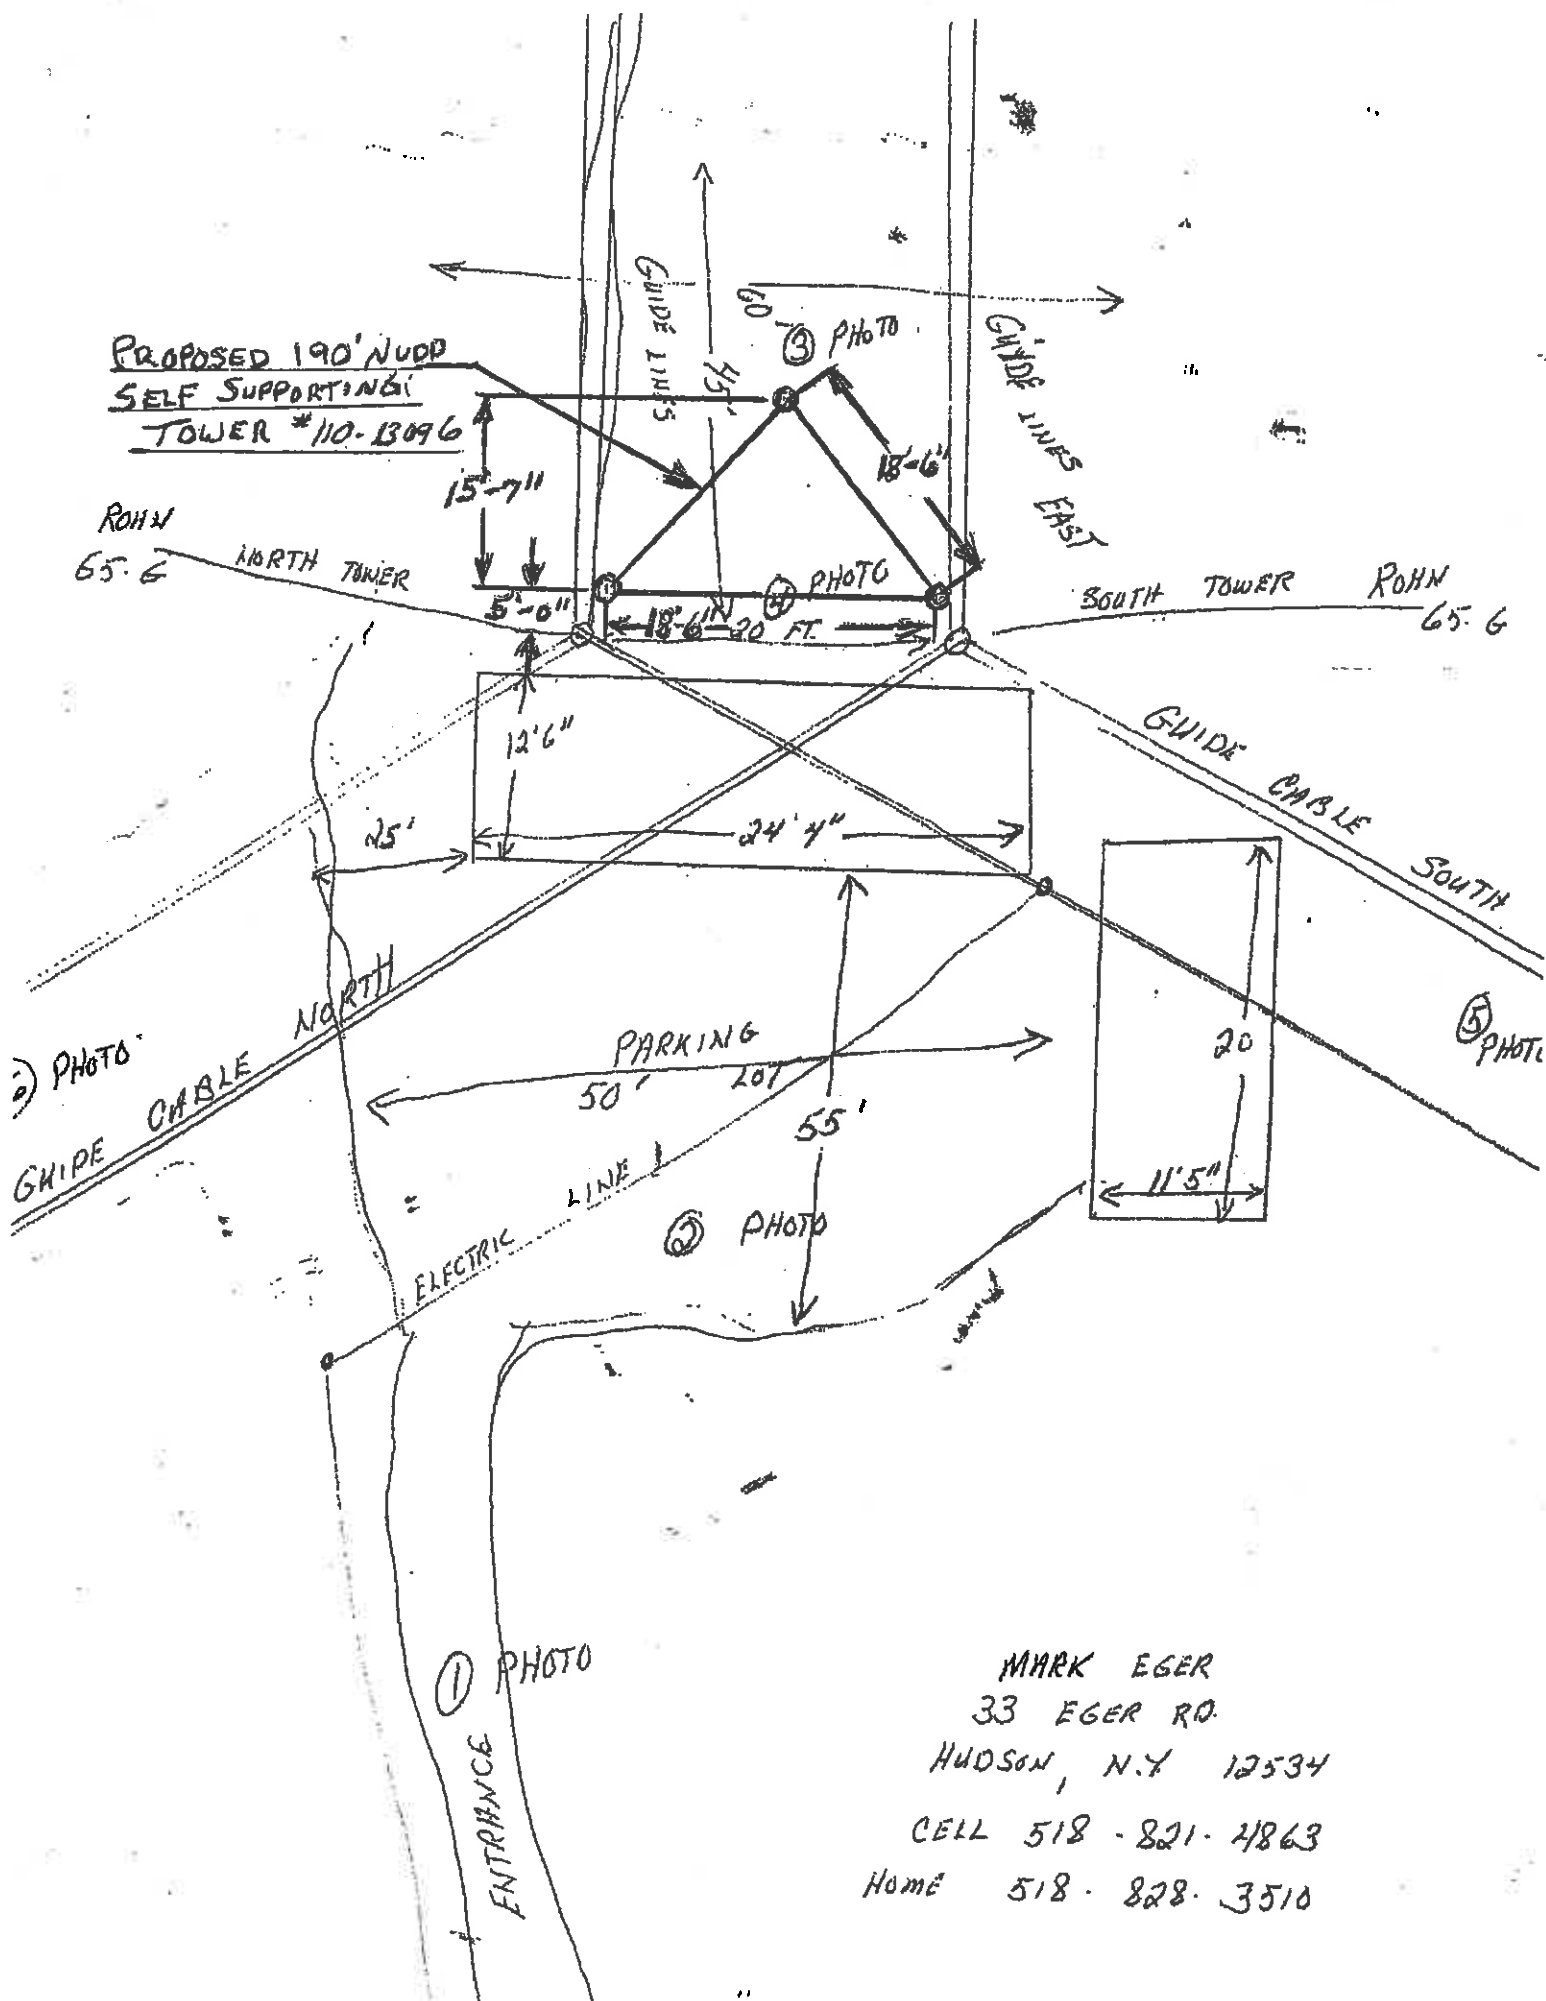 GUIDE LINES
60'
45'
③ PHOTO
GUIDE LINES EAST
PROPOSED 190' NUDD
SELF SUPPORTING
TOWER #110-13096
15'-7"
18'-6"
ROHN
65·G
NORTH TOWER
5'-0"
④ PHOTO
18'-6"
20 FT.
SOUTH TOWER
ROHN
65·G
12'6"
24'4"
25'
GUIDE CABLE SOUTH
PHOTO
GUIDE CABLE NORTH
PARKING LOT
50'
55'
20
11'5"
⑤ PHOTO
ELECTRIC LINE
② PHOTO
① PHOTO
ENTRANCE
MARK EGER
33 EGER RD.
HUDSON, N.Y 12534
CELL 518 · 821 · 4863
HOME 518 · 828 · 3510